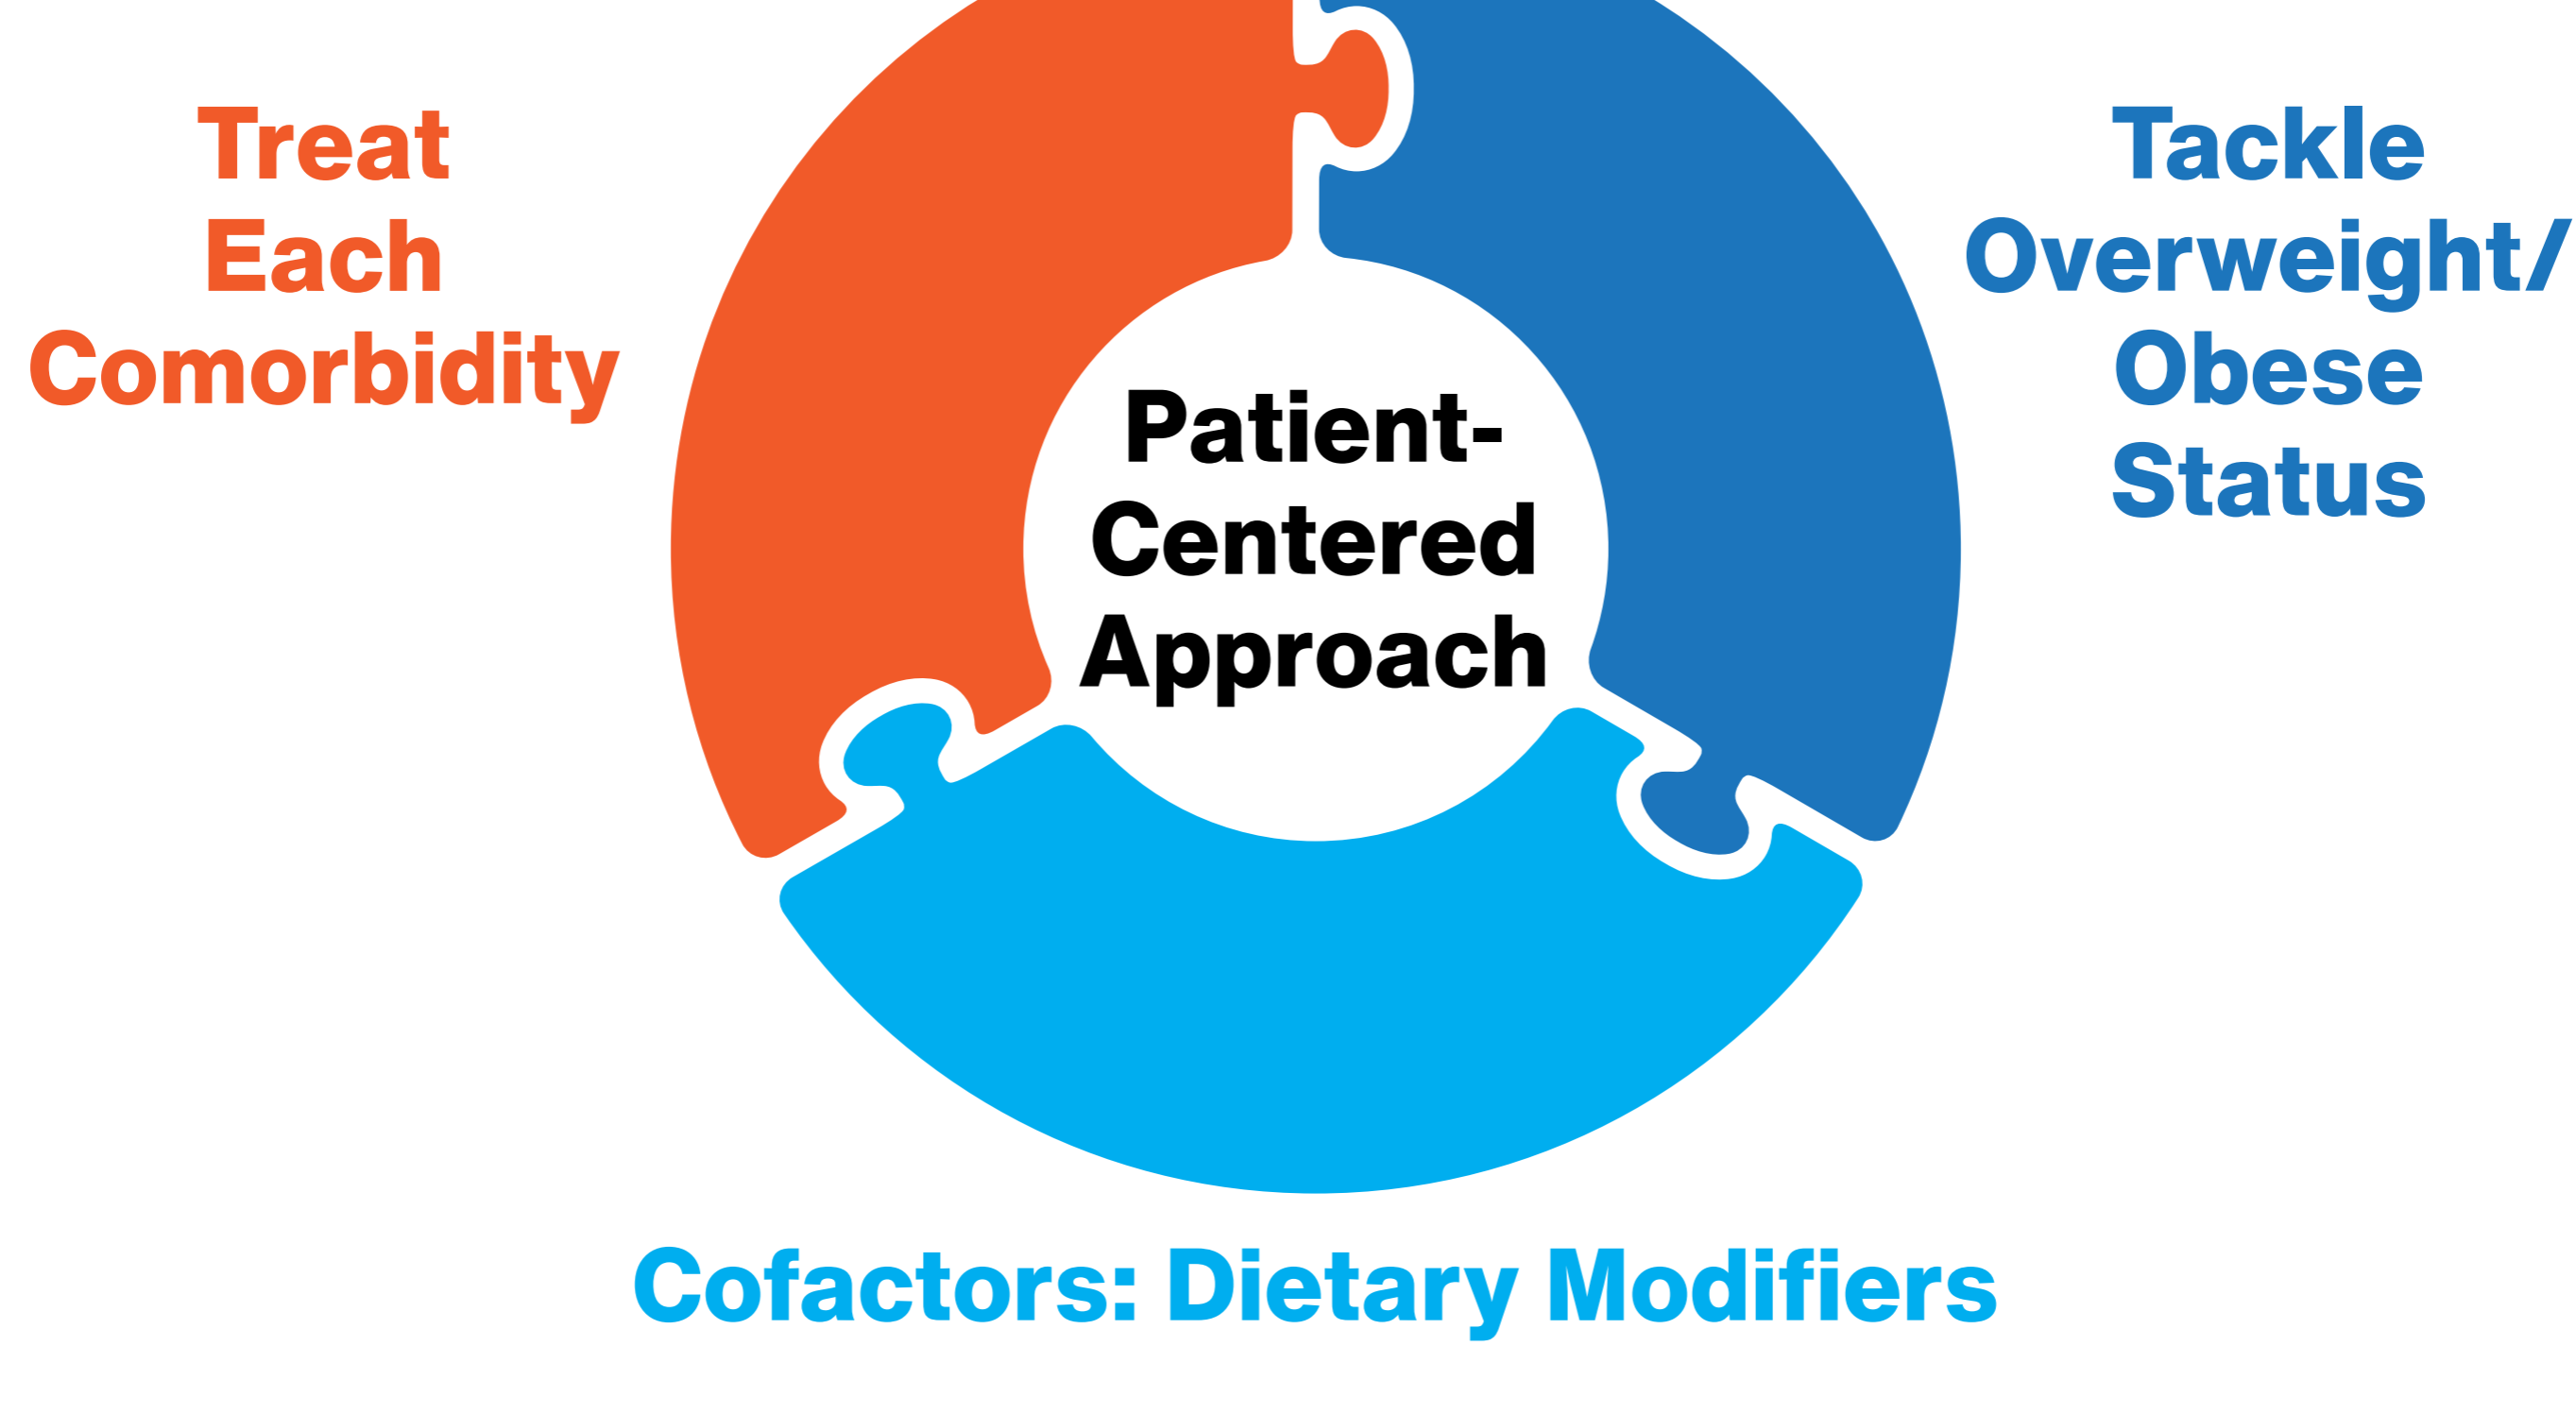 Treat
Each
Comorbidity
Tackle
Overweight/
Obese
Status
Patient-
Centered
Approach
Cofactors: Dietary Modifiers